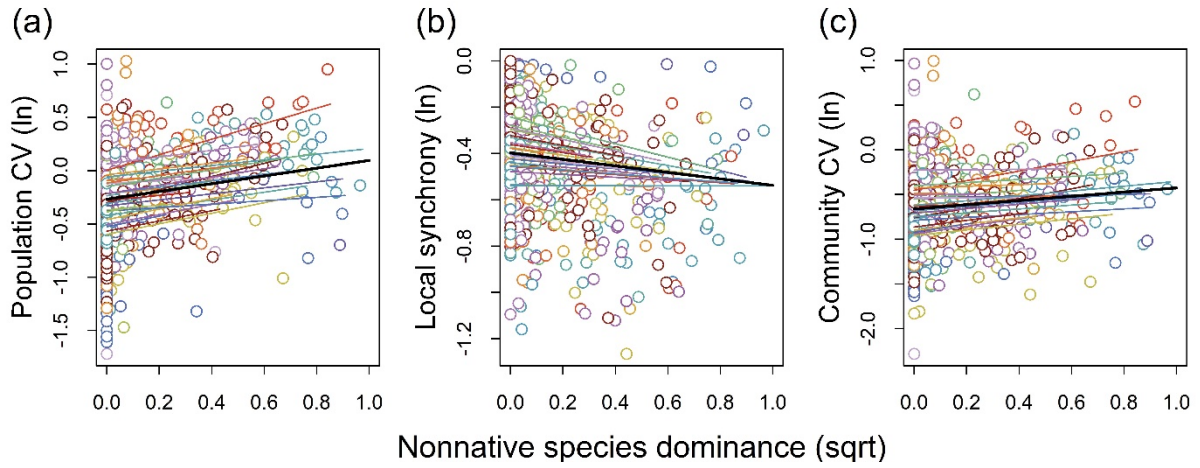 (a)
Population CV (ln)
1.0
0.5
0.0
-0.5
-1.0
-1.5
0.0 0.2 0.4 0.6 0.8 1.0
(b)
Local synchrony (ln)
0.0
-0.4
-0.8
-1.2
0.0 0.2 0.4 0.6 0.8 1.0
(c)
Community CV (ln)
1.0
0.0
-1.0
-2.0
0.0 0.2 0.4 0.6 0.8 1.0
Nonnative species dominance (sqrt)